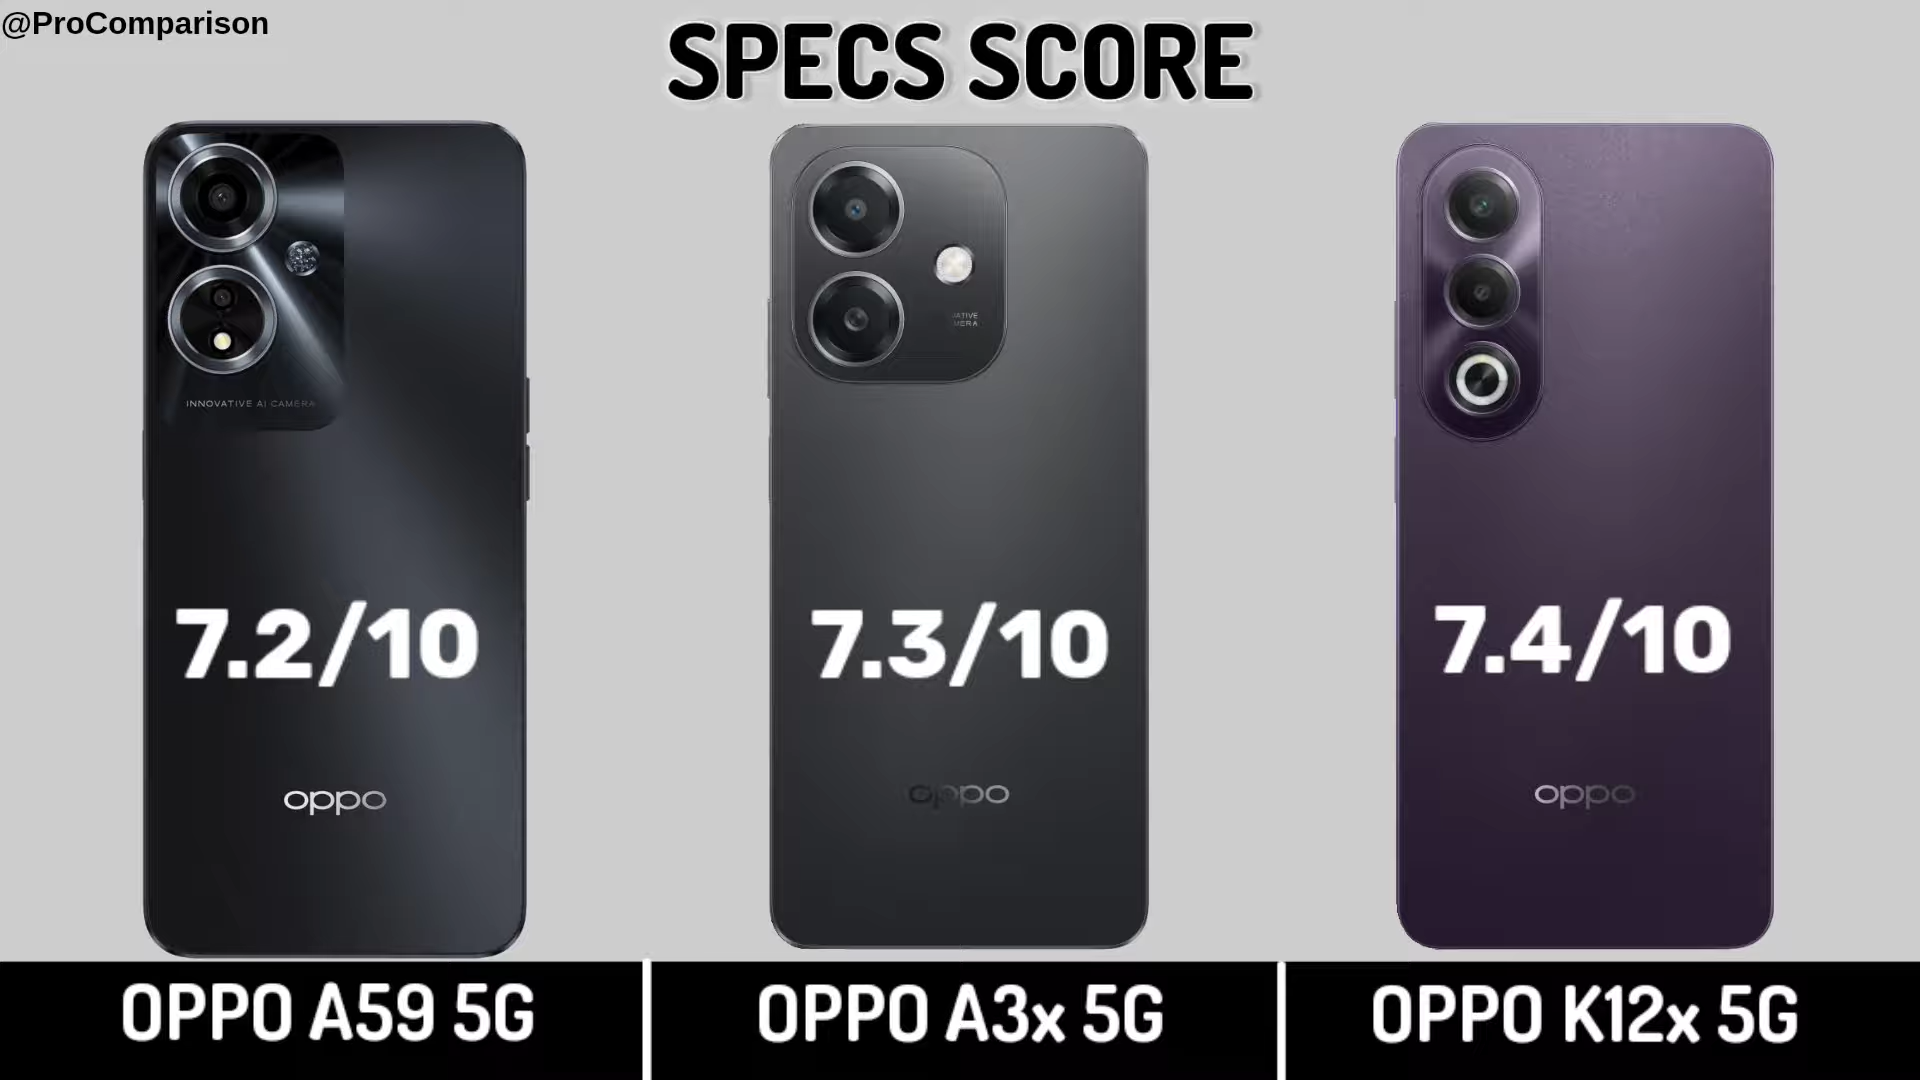 @ProComparison
SPECS SCORE
INNOVATIVE AI CAMERA
7.2/10
7.3/10
7.4/10
oppo
oppo
oppo
OPPO A59 5G
OPPO A3x 5G
OPPO K12x 5G